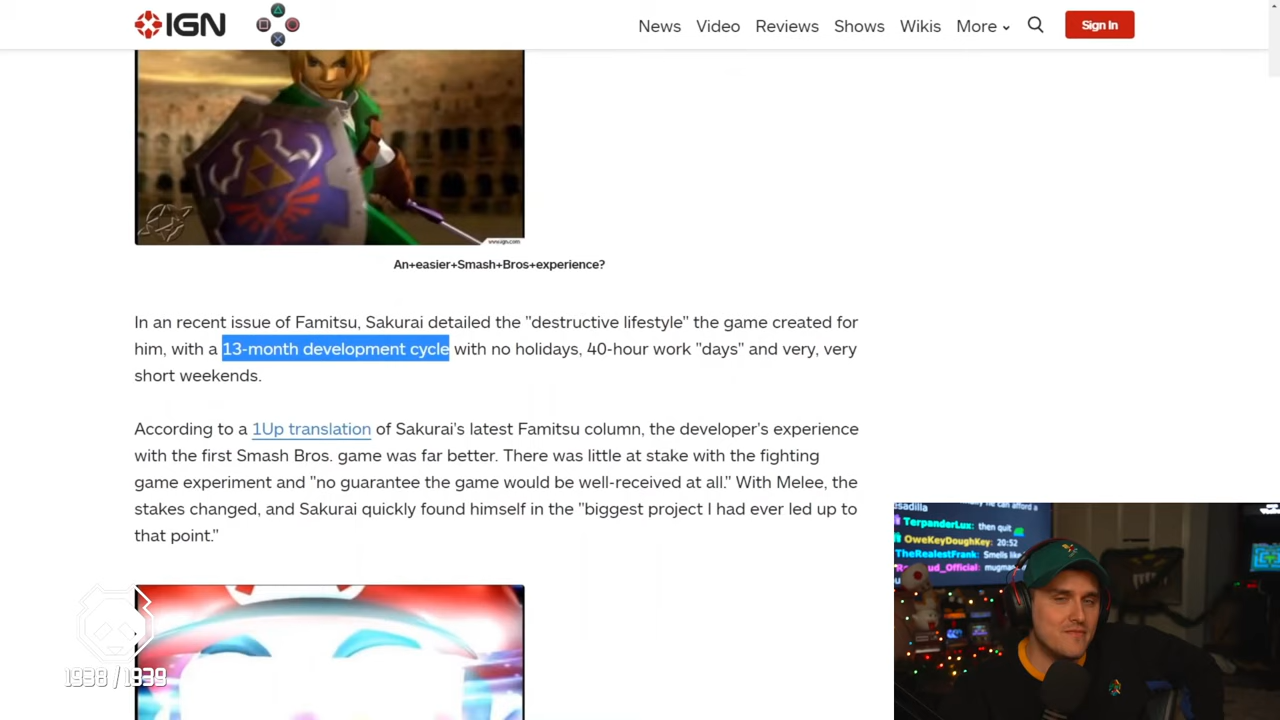 IGN
News Video Reviews Shows Wikis More
Sign In
www.ign.com
An+easier+Smash+Bros+experience?
In an recent issue of Famitsu, Sakurai detailed the "destructive lifestyle" the game created for
him, with a 13-month development cycle with no holidays, 40-hour work "days" and very, very
short weekends.
According to a 1Up translation of Sakurai's latest Famitsu column, the developer's experience
with the first Smash Bros. game was far better. There was little at stake with the fighting
game experiment and "no guarantee the game would be well-received at all." With Melee, the
stakes changed, and Sakurai quickly found himself in the "biggest project I had ever led up to
that point."
esadilla
TerpanderLux: then quit
OweKeyDoughKey: 20:52
TheRealestFrank: Smells like
1938 / 1939